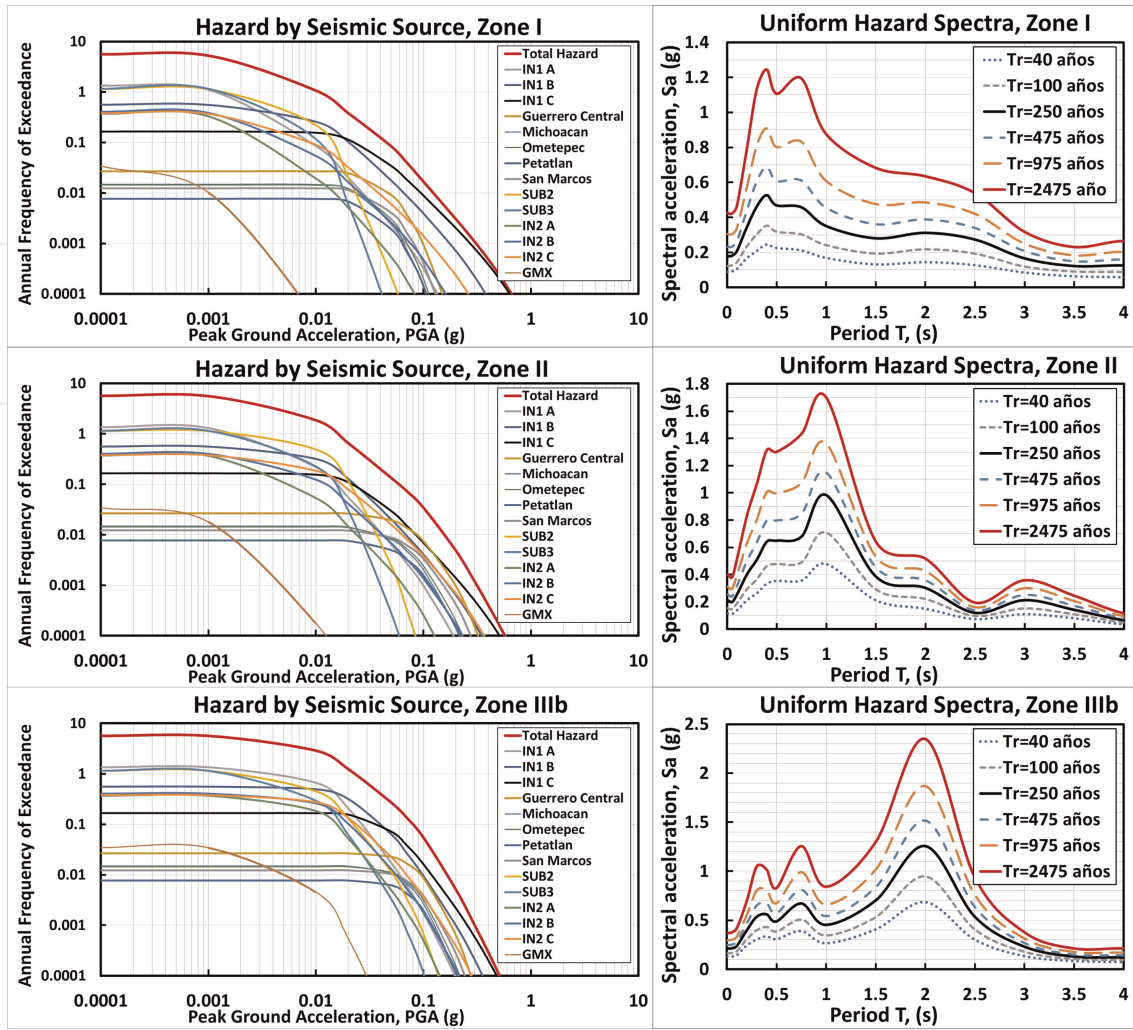 Hazard by Seismic Source, Zone I
Annual Frequency of Exceedance
10
1
0.1
0.01
0.001
0.0001
0.0001
0.001
0.01
0.1
1
10
Peak Ground Acceleration, PGA (g)
Total Hazard
IN1 A
IN1 B
IN1 C
Guerrero Central
Michoacan
Ometepec
Petatlan
San Marcos
SUB2
SUB3
IN2 A
IN2 B
IN2 C
GMX
Uniform Hazard Spectra, Zone I
Spectral acceleration, Sa (g)
1.4
1.2
1
0.8
0.6
0.4
0.2
0
0
0.5
1
1.5
2
2.5
3
3.5
4
Period T, (s)
Tr=40 años
Tr=100 años
Tr=250 años
Tr=475 años
Tr=975 años
Tr=2475 año
Hazard by Seismic Source, Zone II
Annual Frequency of Exceedance
10
1
0.1
0.01
0.001
0.0001
0.0001
0.001
0.01
0.1
1
10
Peak Ground Acceleration, PGA (g)
Total Hazard
IN1 A
IN1 B
IN1 C
Guerrero Central
Michoacan
Ometepec
Petatlan
San Marcos
SUB2
SUB3
IN2 A
IN2 B
IN2 C
GMX
Uniform Hazard Spectra, Zone II
Spectral acceleration, Sa (g)
1.8
1.6
1.4
1.2
1
0.8
0.6
0.4
0.2
0
0
0.5
1
1.5
2
2.5
3
3.5
4
Period T, (s)
Tr=40 años
Tr=100 años
Tr=250 años
Tr=475 años
Tr=975 años
Tr=2475 años
Hazard by Seismic Source, Zone IIIb
Annual Frequency of Exceedance
10
1
0.1
0.01
0.001
0.0001
0.0001
0.001
0.01
0.1
1
10
Peak Ground Acceleration, PGA (g)
Total Hazard
IN1 A
IN1 B
IN1 C
Guerrero Central
Michoacan
Ometepec
Petatlan
San Marcos
SUB2
SUB3
IN2 A
IN2 B
IN2 C
GMX
Uniform Hazard Spectra, Zone IIIb
Spectral acceleration, Sa (g)
2.5
2
1.5
1
0.5
0
0
0.5
1
1.5
2
2.5
3
3.5
4
Period T, (s)
Tr=40 años
Tr=100 años
Tr=250 años
Tr=475 años
Tr=975 años
Tr=2475 años